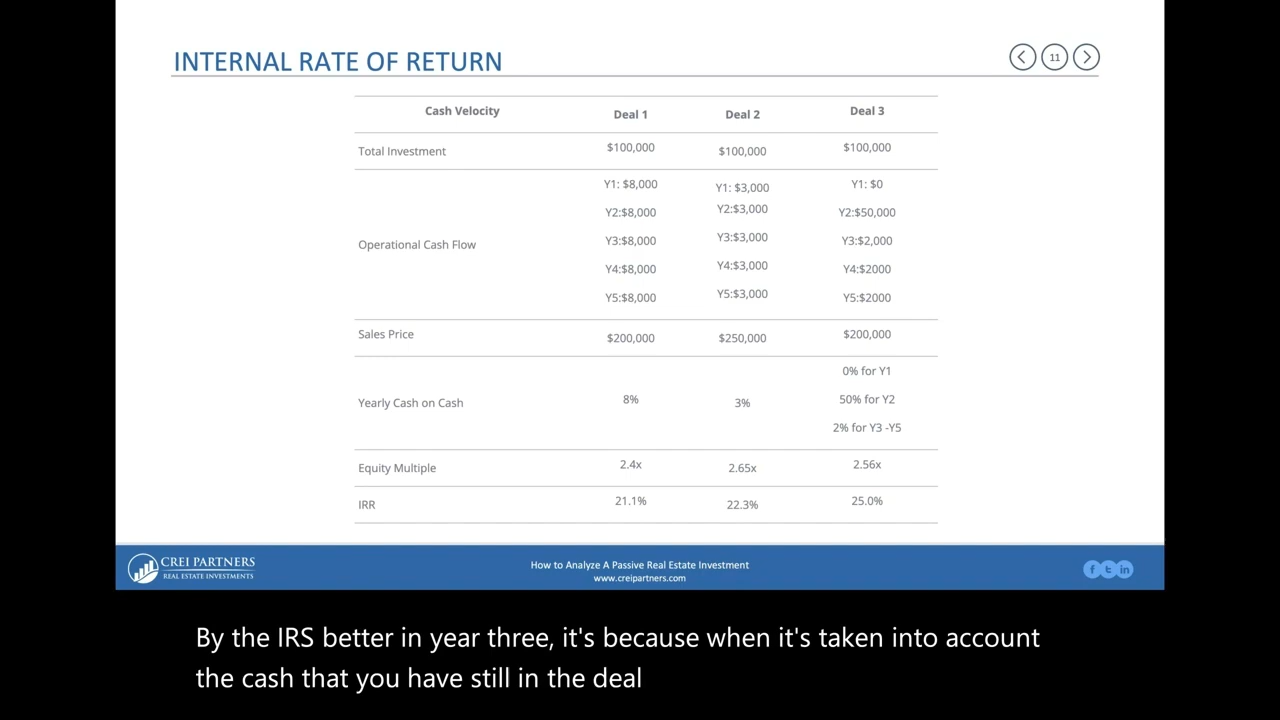 INTERNAL RATE OF RETURN
11
Cash Velocity Deal 1 Deal 2 Deal 3
Total Investment $100,000 $100,000 $100,000
Operational Cash Flow
Y1: $8,000 Y1: $3,000 Y1: $0
Y2:$8,000 Y2:$3,000 Y2:$50,000
Y3:$8,000 Y3:$3,000 Y3:$2,000
Y4:$8,000 Y4:$3,000 Y4:$2000
Y5:$8,000 Y5:$3,000 Y5:$2000
Sales Price $200,000 $250,000 $200,000
Yearly Cash on Cash 8% 3%
0% for Y1
50% for Y2
2% for Y3 -Y5
Equity Multiple 2.4x 2.65x 2.56x
IRR 21.1% 22.3% 25.0%
CREI PARTNERS
REAL ESTATE INVESTMENTS
How to Analyze A Passive Real Estate Investment
www.creipartners.com
f t in
By the IRS better in year three, it's because when it's taken into account
the cash that you have still in the deal